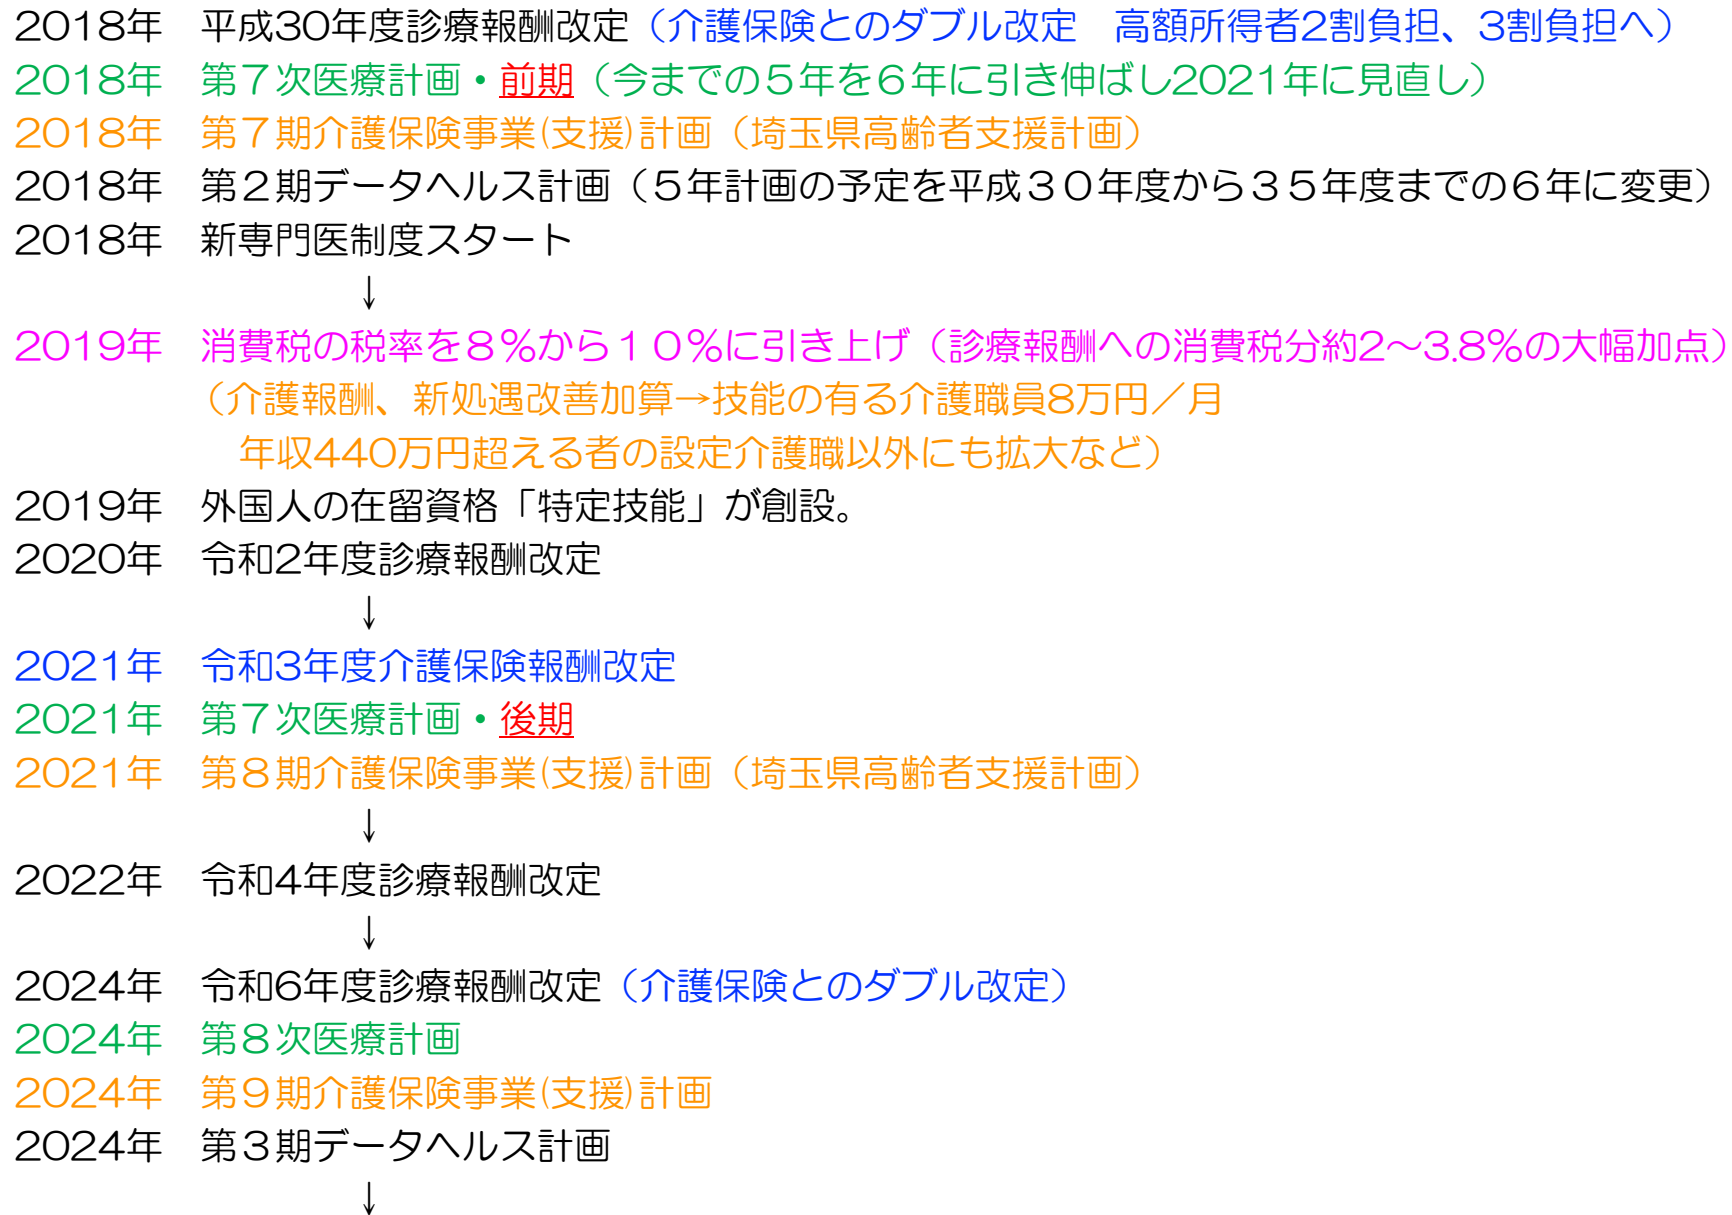 2018年　平成30年度診療報酬改定（介護保険とのダブル改定　高額所得者2割負担、3割負担へ）
2018年　第７次医療計画・前期（今までの５年を６年に引き伸ばし2021年に見直し）
2018年　第７期介護保険事業(支援)計画（埼玉県高齢者支援計画）
2018年　第２期データヘルス計画（５年計画の予定を平成３０年度から３５年度までの６年に変更）
2018年　新専門医制度スタート
↓
2019年　消費税の税率を８％から１０％に引き上げ（診療報酬への消費税分約2～3.8％の大幅加点）
（介護報酬、新処遇改善加算→技能の有る介護職員8万円／月
年収440万円超える者の設定介護職以外にも拡大など）
2019年　外国人の在留資格「特定技能」が創設。
2020年　令和2年度診療報酬改定
↓
2021年　令和3年度介護保険報酬改定
2021年　第７次医療計画・後期
2021年　第８期介護保険事業(支援)計画（埼玉県高齢者支援計画）
↓
2022年　令和4年度診療報酬改定
↓
2024年　令和6年度診療報酬改定（介護保険とのダブル改定）
2024年　第８次医療計画
2024年　第９期介護保険事業(支援)計画
2024年　第３期データヘルス計画
↓